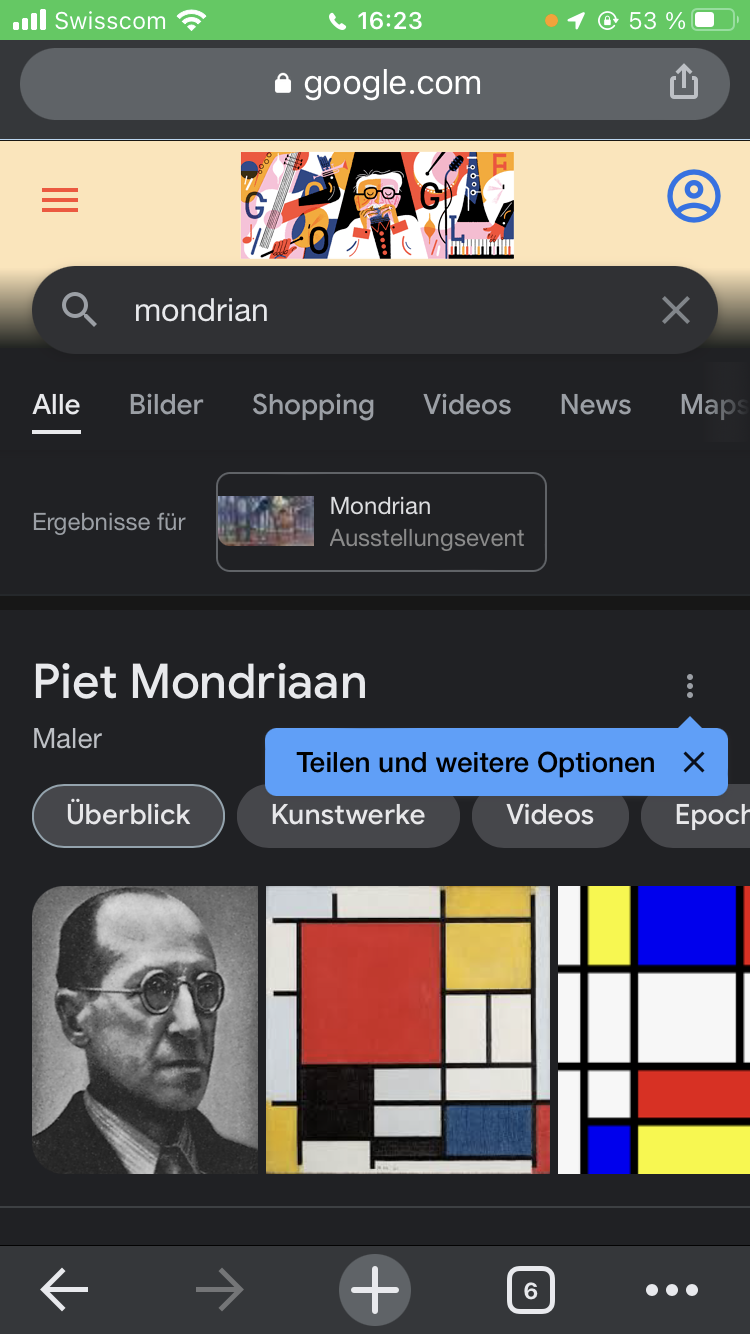 Swisscom 16:23 53 %
google.com
G O O G L E
mondrian
Alle Bilder Shopping Videos News Maps
Ergebnisse für
Mondrian
Ausstellungsevent
Piet Mondriaan
Maler
Teilen und weitere Optionen
Überblick Kunstwerke Videos Epoch
6